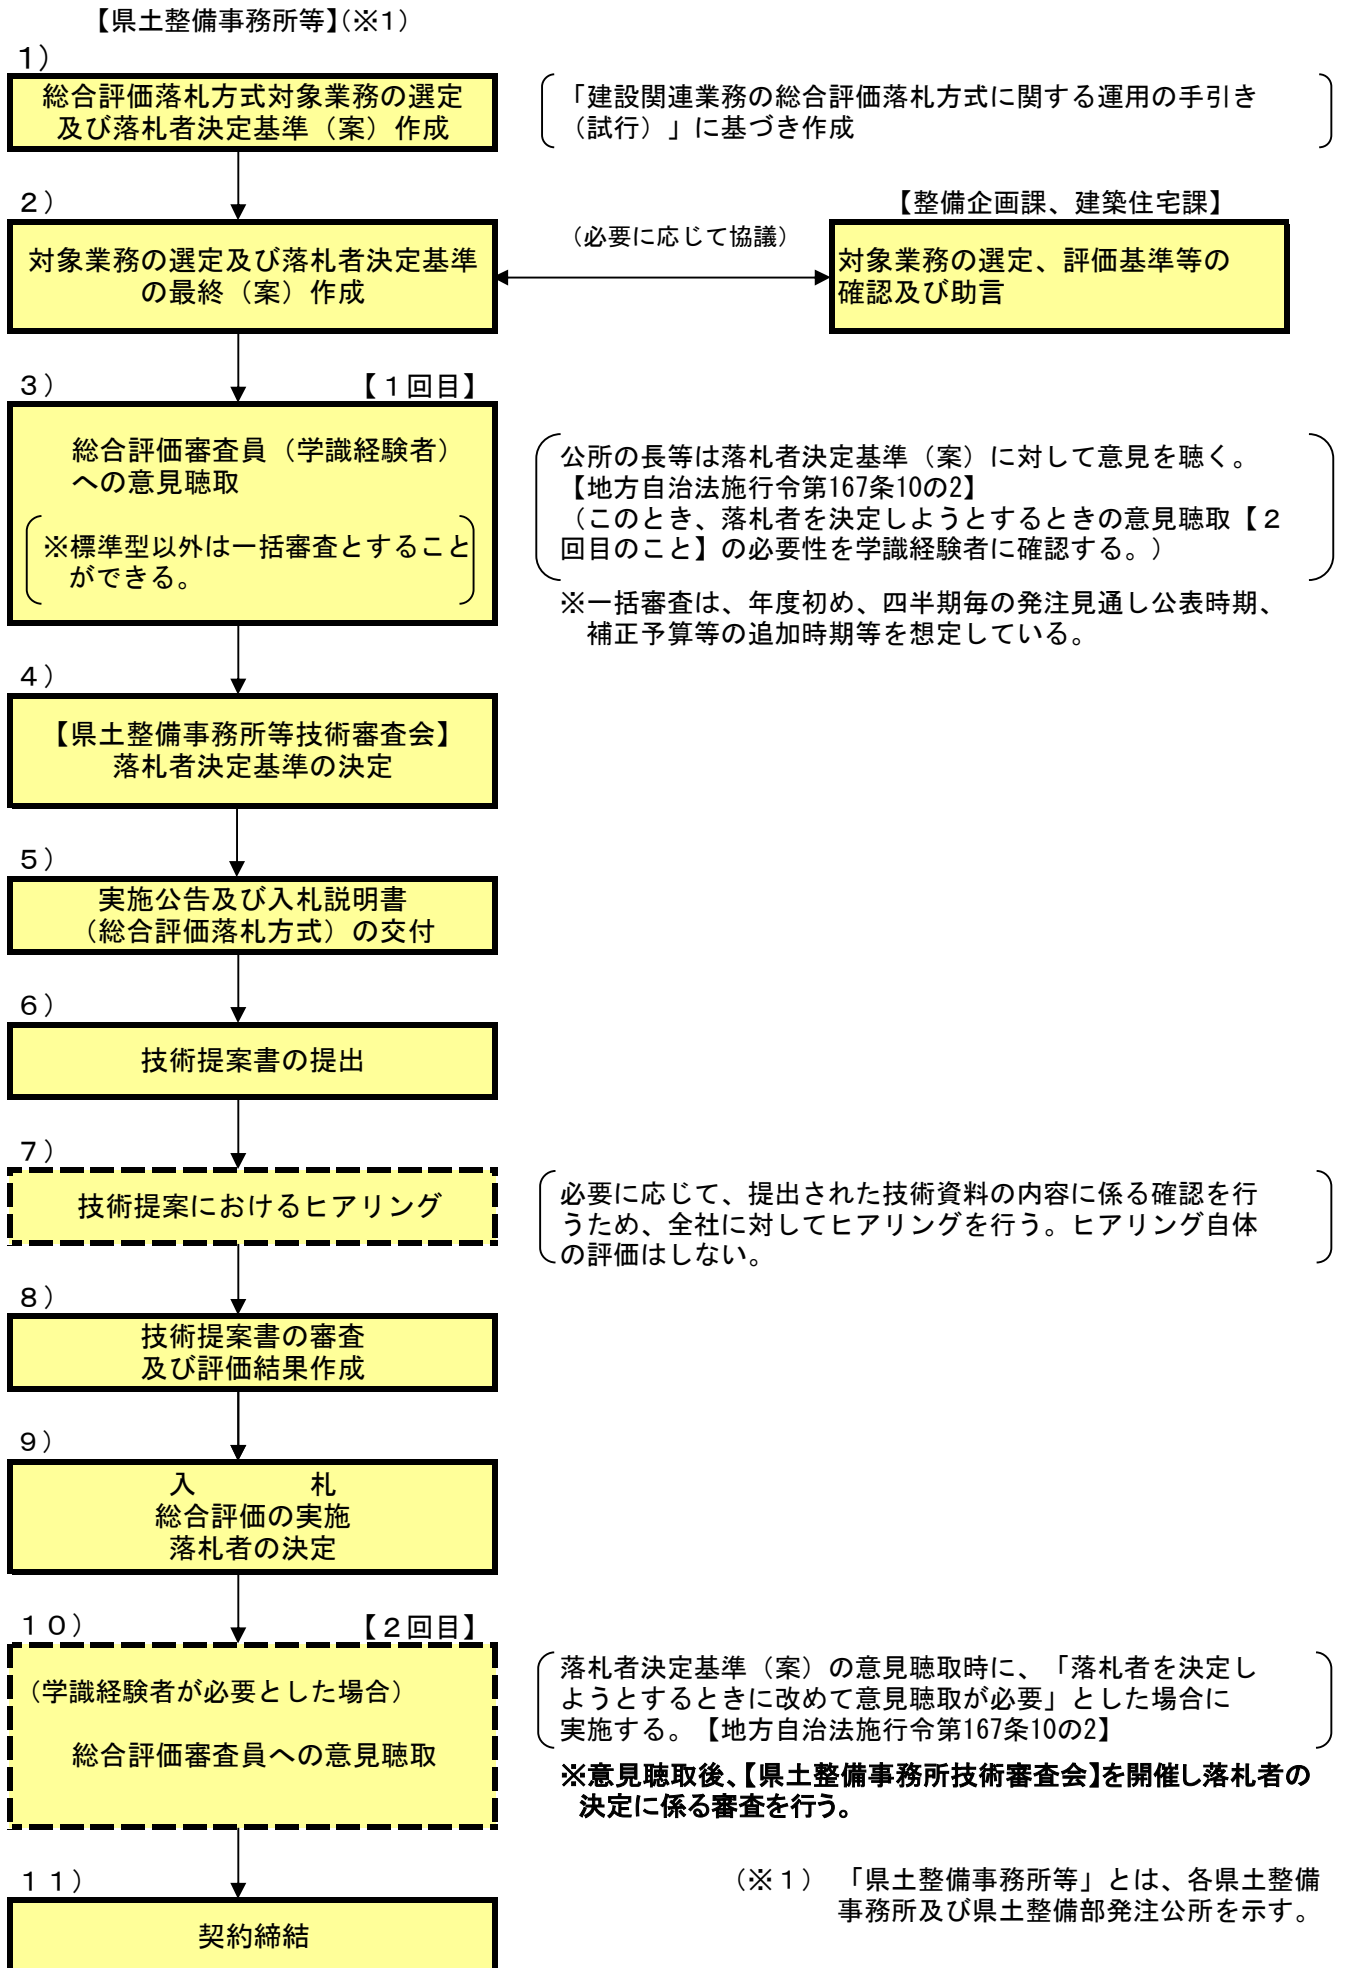 【県土整備事務所等】(※1)
1)
総合評価落札方式対象業務の選定
及び落札者決定基準（案）作成
「建設関連業務の総合評価落札方式に関する運用の手引き
（試行）」に基づき作成
2）
【整備企画課、建築住宅課】
対象業務の選定及び落札者決定基準
の最終（案）作成
（必要に応じて協議）
対象業務の選定、評価基準等の
確認及び助言
3）
【１回目】
総合評価審査員（学識経験者）
への意見聴取
※標準型以外は一括審査とすること
ができる。
公所の長等は落札者決定基準（案）に対して意見を聴く。
【地方自治法施行令第167条10の2】
（このとき、落札者を決定しようとするときの意見聴取【２
回目のこと】の必要性を学識経験者に確認する。）
※一括審査は、年度初め、四半期毎の発注見通し公表時期、
補正予算等の追加時期等を想定している。
4）
【県土整備事務所等技術審査会】
落札者決定基準の決定
5）
実施公告及び入札説明書
（総合評価落札方式）の交付
6）
技術提案書の提出
7）
技術提案におけるヒアリング
必要に応じて、提出された技術資料の内容に係る確認を行
うため、全社に対してヒアリングを行う。ヒアリング自体
の評価はしない。
8）
技術提案書の審査
及び評価結果作成
9）
入　　　　札
総合評価の実施
落札者の決定
１０）
【２回目】
（学識経験者が必要とした場合）
総合評価審査員への意見聴取
落札者決定基準（案）の意見聴取時に、「落札者を決定し
ようとするときに改めて意見聴取が必要」とした場合に
実施する。【地方自治法施行令第167条10の2】
※意見聴取後、【県土整備事務所技術審査会】を開催し落札者の
決定に係る審査を行う。
１１）
契約締結
（※１）　「県土整備事務所等」とは、各県土整備
事務所及び県土整備部発注公所を示す。